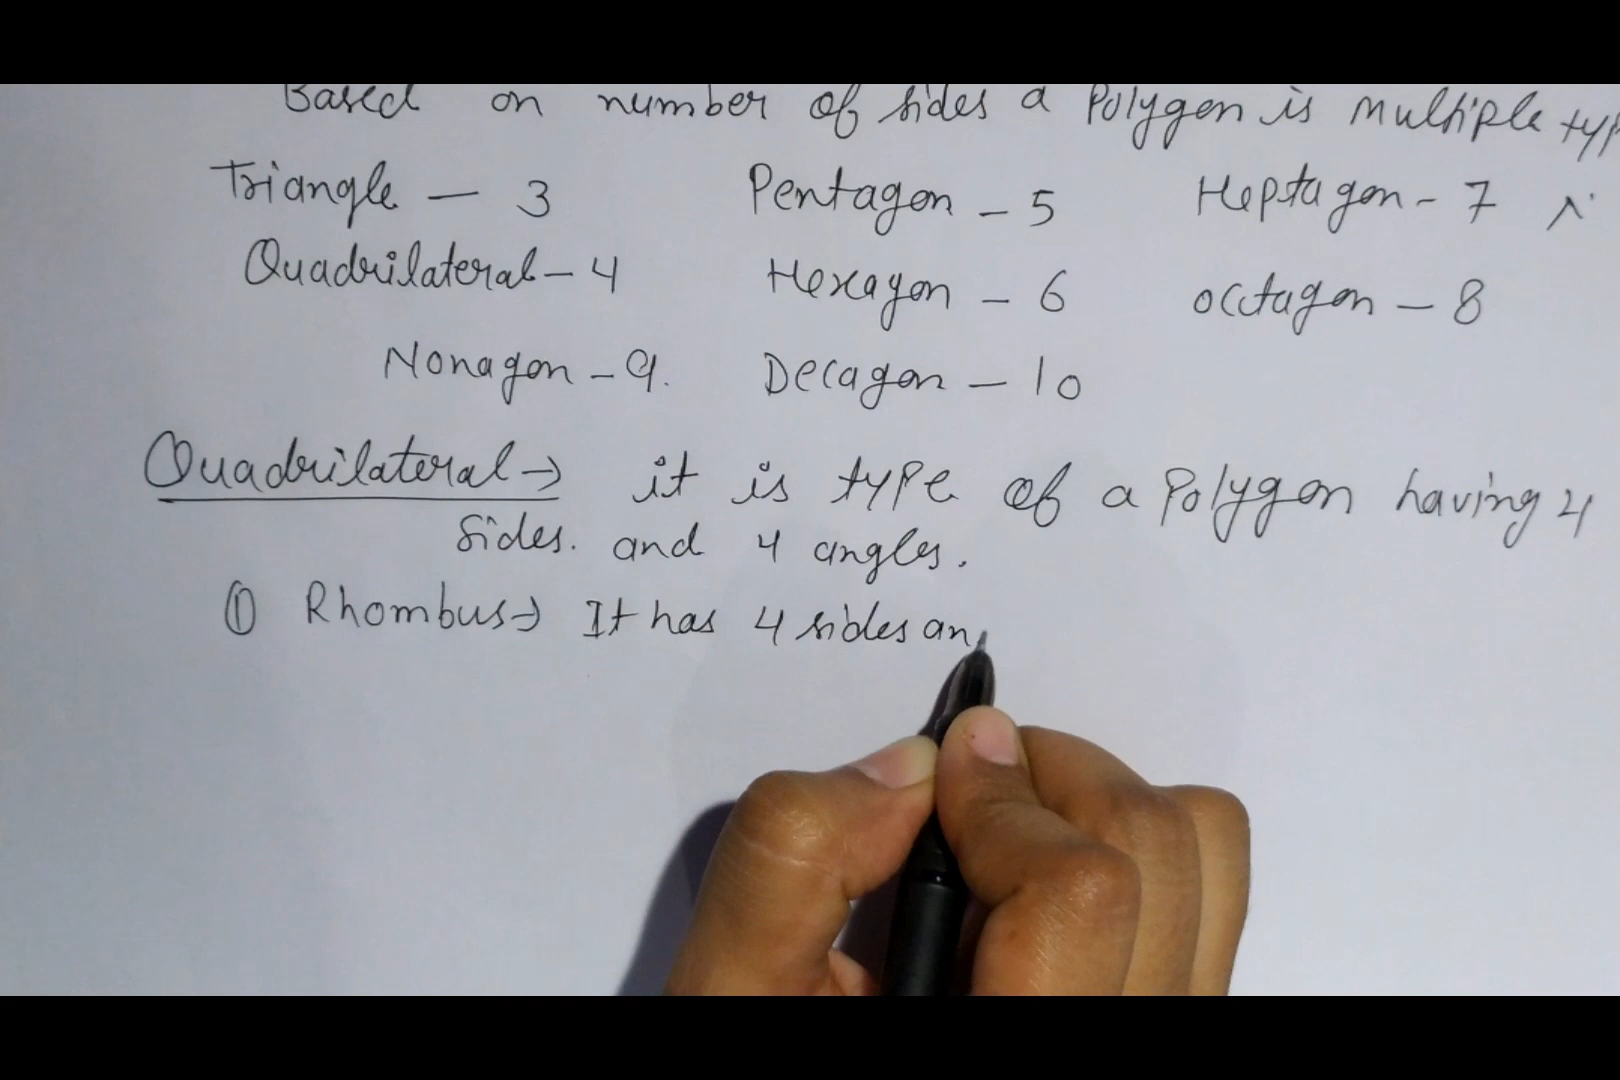 Based on number of sides a Polygon is multiple typ
Triangle - 3 Pentagon - 5 Heptagon - 7
Quadrilateral - 4 Hexagon - 6 Occtagon - 8
Nonagon - 9. Decagon - 10
Quadrilateral → it is type of a Polygon having 4
sides. and 4 angles.
① Rhombus → It has 4 sides an